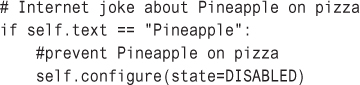 # Internet joke about Pineapple on pizza
if self.text == "Pineapple":
    #prevent Pineapple on pizza
    self.configure(state=DISABLED)